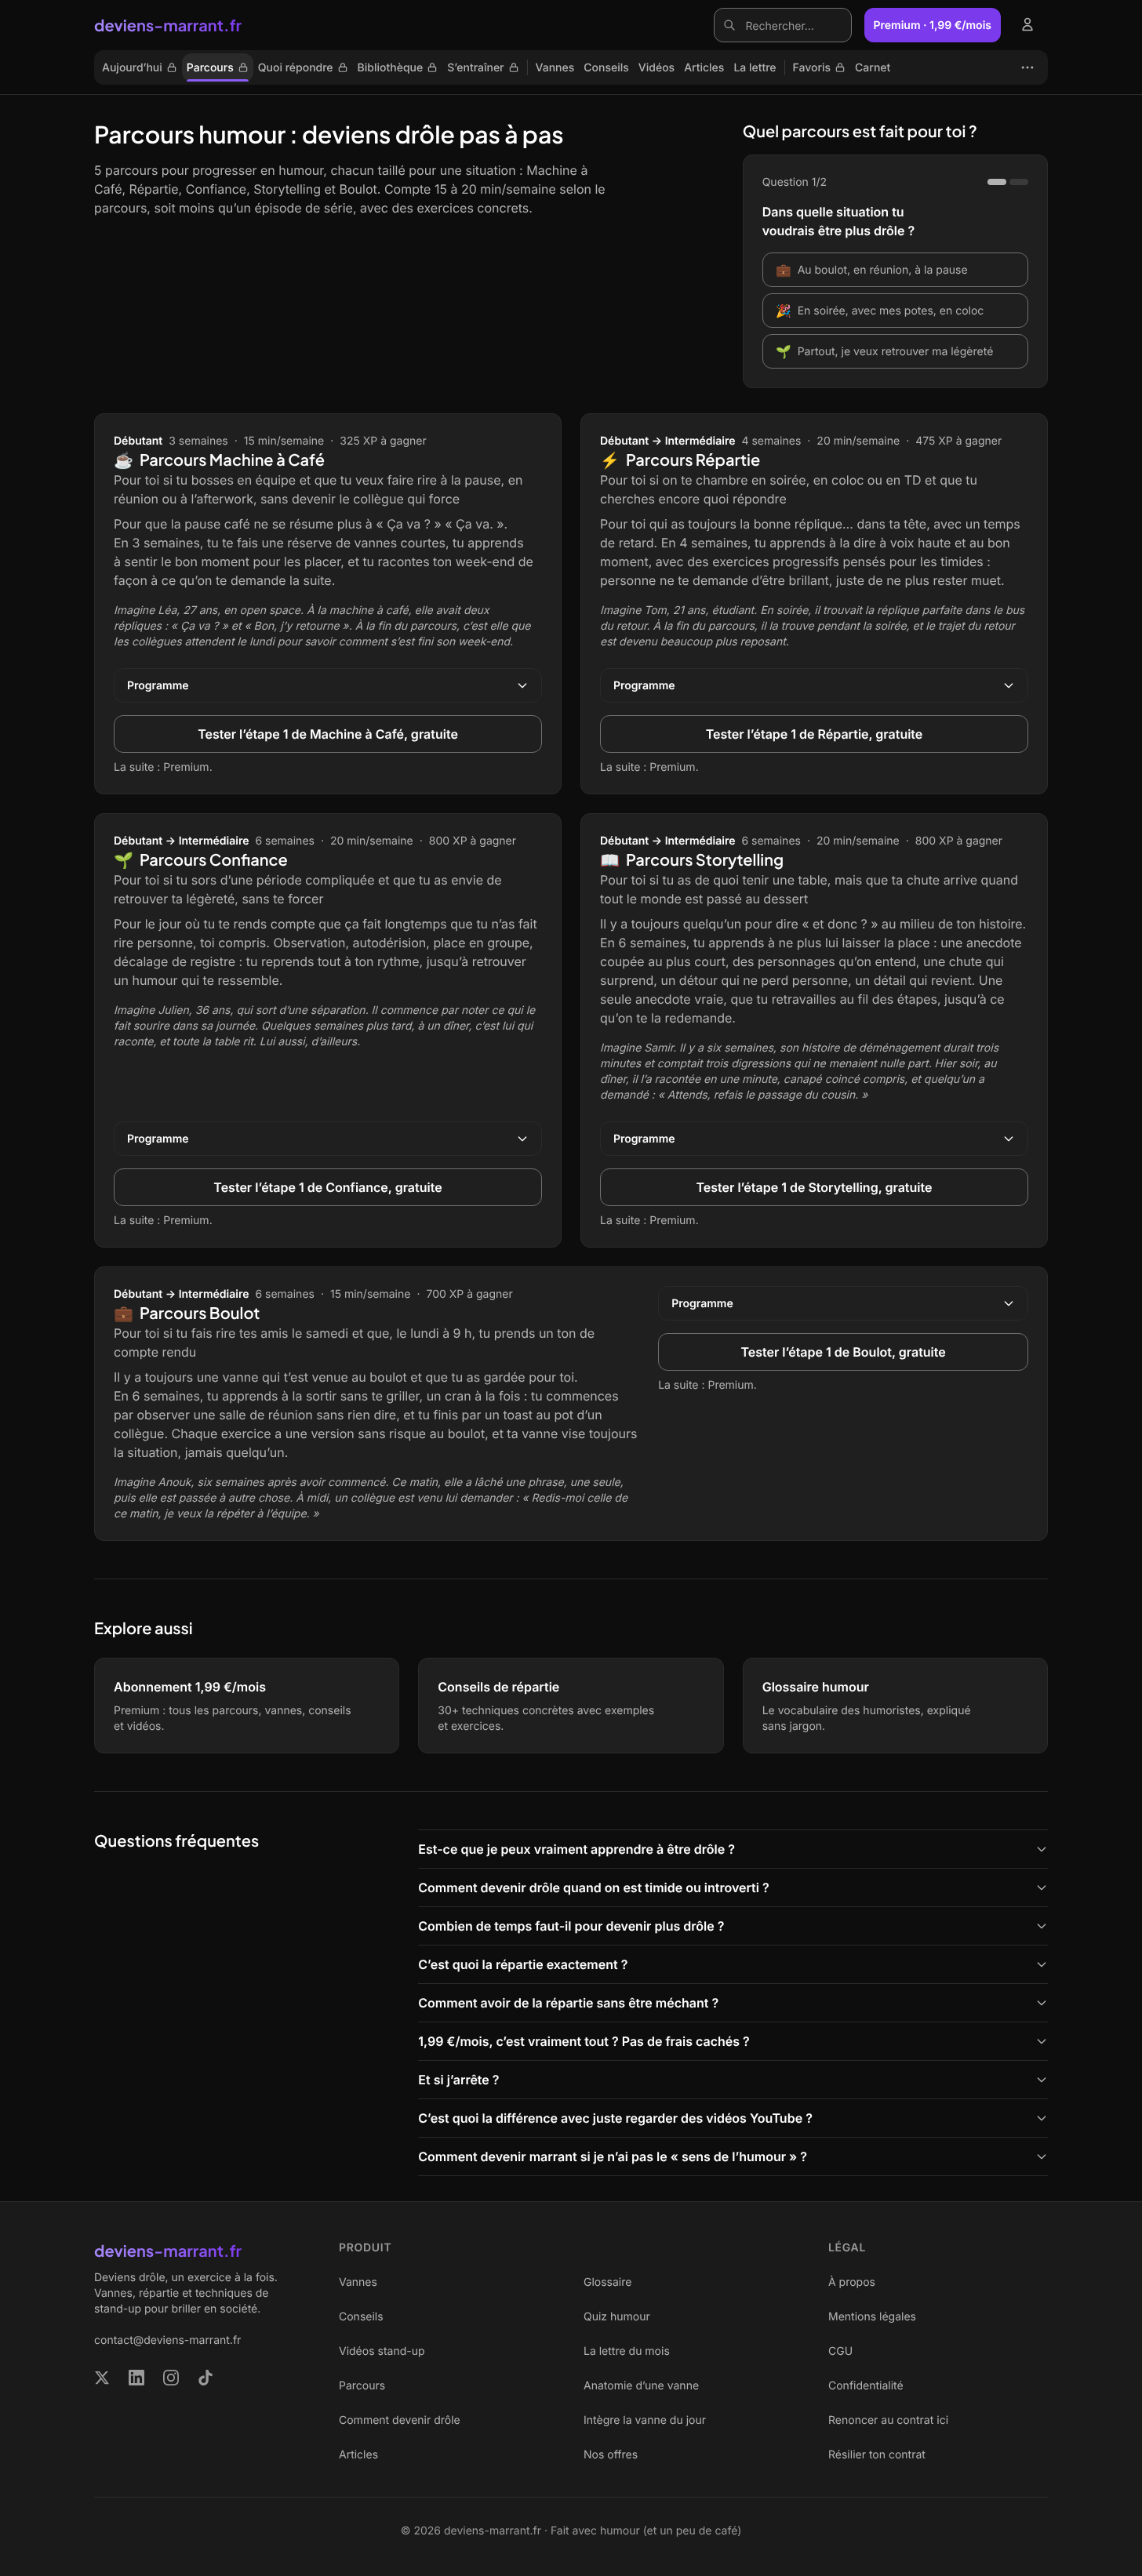 deviens-marrant.fr
Rechercher...
Premium · 1,99 €/mois
Aujourd’hui
Parcours
Quoi répondre
Bibliothèque
S’entraîner
Vannes
Conseils
Vidéos
Articles
La lettre
Favoris
Carnet
Parcours humour : deviens drôle pas à pas
5 parcours pour progresser en humour, chacun taillé pour une situation : Machine à
Café, Répartie, Confiance, Storytelling et Boulot. Compte 15 à 20 min/semaine selon le
parcours, soit moins qu’un épisode de série, avec des exercices concrets.
Quel parcours est fait pour toi ?
Question 1/2
Dans quelle situation tu
voudrais être plus drôle ?
💼 Au boulot, en réunion, à la pause
🎉 En soirée, avec mes potes, en coloc
🌱 Partout, je veux retrouver ma légèreté
Débutant 3 semaines · 15 min/semaine · 325 XP à gagner
☕ Parcours Machine à Café
Pour toi si tu bosses en équipe et que tu veux faire rire à la pause, en
réunion ou à l’afterwork, sans devenir le collègue qui force
Pour que la pause café ne se résume plus à « Ça va ? » « Ça va. ».
En 3 semaines, tu te fais une réserve de vannes courtes, tu apprends
à sentir le bon moment pour les placer, et tu racontes ton week-end de
façon à ce qu’on te demande la suite.
Imagine Léa, 27 ans, en open space. À la machine à café, elle avait deux
répliques : « Ça va ? » et « Bon, j’y retourne ». À la fin du parcours, c’est elle que
les collègues attendent le lundi pour savoir comment s’est fini son week-end.
Programme
Tester l’étape 1 de Machine à Café, gratuite
La suite : Premium.
Débutant → Intermédiaire 4 semaines · 20 min/semaine · 475 XP à gagner
⚡ Parcours Répartie
Pour toi si on te chambre en soirée, en coloc ou en TD et que tu
cherches encore quoi répondre
Pour toi qui as toujours la bonne réplique… dans ta tête, avec un temps
de retard. En 4 semaines, tu apprends à la dire à voix haute et au bon
moment, avec des exercices progressifs pensés pour les timides :
personne ne te demande d’être brillant, juste de ne plus rester muet.
Imagine Tom, 21 ans, étudiant. En soirée, il trouvait la réplique parfaite dans le bus
du retour. À la fin du parcours, il la trouve pendant la soirée, et le trajet du retour
est devenu beaucoup plus reposant.
Programme
Tester l’étape 1 de Répartie, gratuite
La suite : Premium.
Débutant → Intermédiaire 6 semaines · 20 min/semaine · 800 XP à gagner
🌱 Parcours Confiance
Pour toi si tu sors d’une période compliquée et que tu as envie de
retrouver ta légèreté, sans te forcer
Pour le jour où tu te rends compte que ça fait longtemps que tu n’as fait
rire personne, toi compris. Observation, autodérision, place en groupe,
décalage de registre : tu reprends tout à ton rythme, jusqu’à retrouver
un humour qui te ressemble.
Imagine Julien, 36 ans, qui sort d’une séparation. Il commence par noter ce qui le
fait sourire dans sa journée. Quelques semaines plus tard, à un dîner, c’est lui qui
raconte, et toute la table rit. Lui aussi, d’ailleurs.
Programme
Tester l’étape 1 de Confiance, gratuite
La suite : Premium.
Débutant → Intermédiaire 6 semaines · 20 min/semaine · 800 XP à gagner
📖 Parcours Storytelling
Pour toi si tu as de quoi tenir une table, mais que ta chute arrive quand
tout le monde est passé au dessert
Il y a toujours quelqu’un pour dire « et donc ? » au milieu de ton histoire.
En 6 semaines, tu apprends à ne plus lui laisser la place : une anecdote
coupée au plus court, des personnages qu’on entend, une chute qui
surprend, un détour qui ne perd personne, un détail qui revient. Une
seule anecdote vraie, que tu retravailles au fil des étapes, jusqu’à ce
qu’on te la redemande.
Imagine Samir. Il y a six semaines, son histoire de déménagement durait trois
minutes et comptait trois digressions qui ne menaient nulle part. Hier soir, au
dîner, il l’a racontée en une minute, canapé coincé compris, et quelqu’un a
demandé : « Attends, refais le passage du cousin. »
Programme
Tester l’étape 1 de Storytelling, gratuite
La suite : Premium.
Débutant → Intermédiaire 6 semaines · 15 min/semaine · 700 XP à gagner
💼 Parcours Boulot
Pour toi si tu fais rire tes amis le samedi et que, le lundi à 9 h, tu prends un ton de
compte rendu
Il y a toujours une vanne qui t’est venue au boulot et que tu as gardée pour toi.
En 6 semaines, tu apprends à la sortir sans te griller, un cran à la fois : tu commences
par observer une salle de réunion sans rien dire, et tu finis par un toast au pot d’un
collègue. Chaque exercice a une version sans risque au boulot, et ta vanne vise toujours
la situation, jamais quelqu’un.
Imagine Anouk, six semaines après avoir commencé. Ce matin, elle a lâché une phrase, une seule,
puis elle est passée à autre chose. À midi, un collègue est venu lui demander : « Redis-moi celle de
ce matin, je veux la répéter à l’équipe. »
Programme
Tester l’étape 1 de Boulot, gratuite
La suite : Premium.
Explore aussi
Abonnement 1,99 €/mois
Premium : tous les parcours, vannes, conseils
et vidéos.
Conseils de répartie
30+ techniques concrètes avec exemples
et exercices.
Glossaire humour
Le vocabulaire des humoristes, expliqué
sans jargon.
Questions fréquentes
Est-ce que je peux vraiment apprendre à être drôle ?
Comment devenir drôle quand on est timide ou introverti ?
Combien de temps faut-il pour devenir plus drôle ?
C’est quoi la répartie exactement ?
Comment avoir de la répartie sans être méchant ?
1,99 €/mois, c’est vraiment tout ? Pas de frais cachés ?
Et si j’arrête ?
C’est quoi la différence avec juste regarder des vidéos YouTube ?
Comment devenir marrant si je n’ai pas le « sens de l’humour » ?
deviens-marrant.fr
Deviens drôle, un exercice à la fois.
Vannes, répartie et techniques de
stand-up pour briller en société.
contact@deviens-marrant.fr
PRODUIT
Vannes
Conseils
Vidéos stand-up
Parcours
Comment devenir drôle
Articles
Glossaire
Quiz humour
La lettre du mois
Anatomie d’une vanne
Intègre la vanne du jour
Nos offres
LÉGAL
À propos
Mentions légales
CGU
Confidentialité
Renoncer au contrat ici
Résilier ton contrat
© 2026 deviens-marrant.fr · Fait avec humour (et un peu de café)